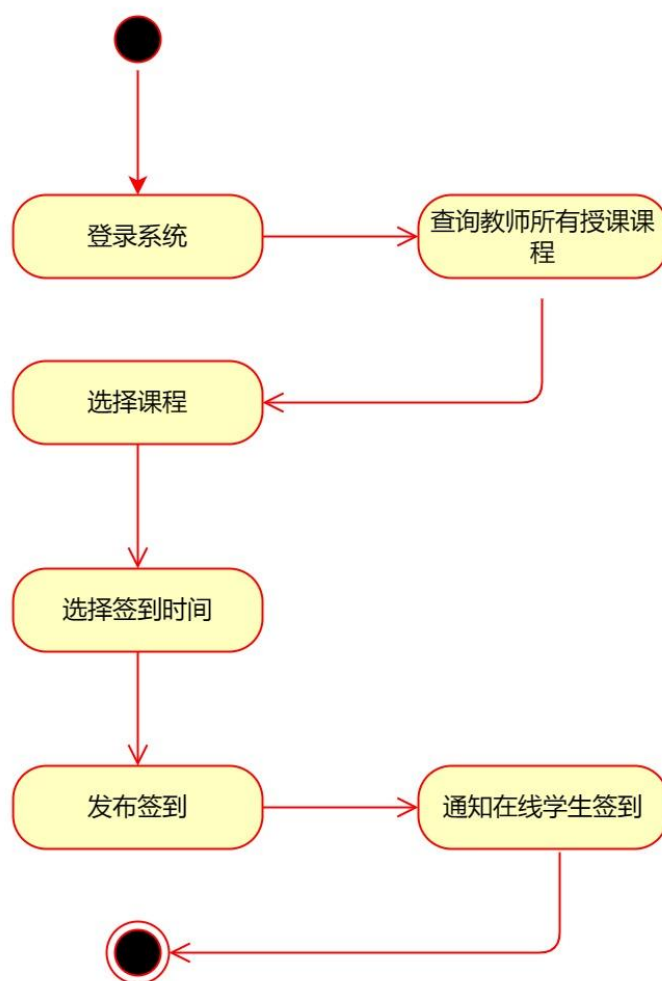 登录系统
查询教师所有授课课
程
选择课程
选择签到时间
发布签到
通知在线学生签到